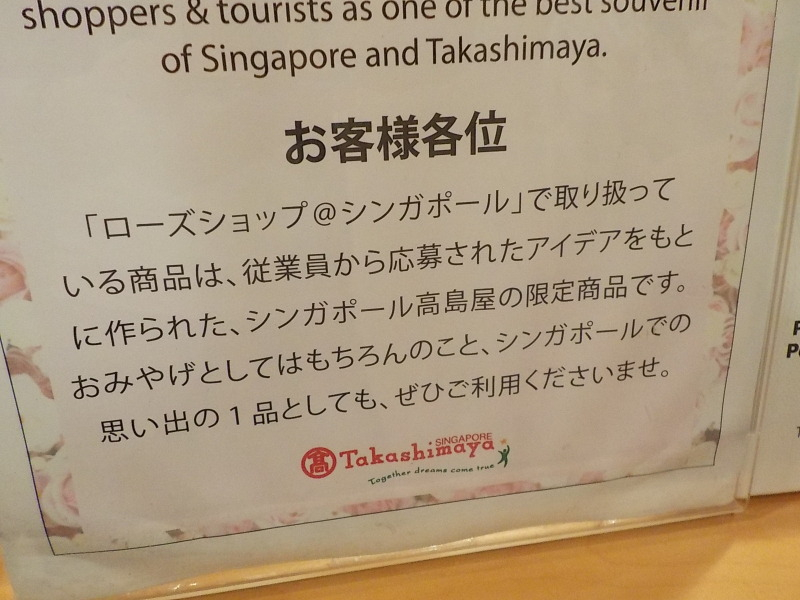 shoppers & tourists as one of the best souvenir
of Singapore and Takashimaya.
お客様各位
「ローズショップ@シンガポール」で取り扱って
いる商品は、従業員から応募されたアイデアをもと
に作られた、シンガポール高島屋の限定商品です。
おみやげとしてはもちろんのこと、シンガポールでの
思い出の1品としても、ぜひご利用くださいませ。
髙 Takashimaya SINGAPORE
Together dreams come true